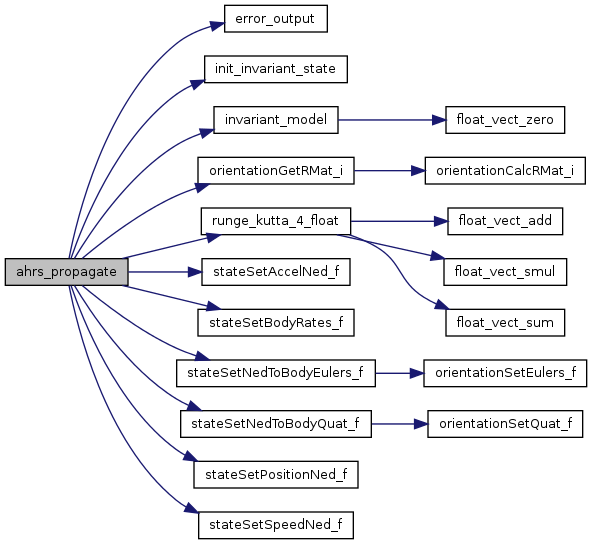 error_output
init_invariant_state
invariant_model
float_vect_zero
orientationGetRMat_i
orientationCalcRMat_i
runge_kutta_4_float
float_vect_add
ahrs_propagate
stateSetAccelNed_f
float_vect_smul
stateSetBodyRates_f
float_vect_sum
stateSetNedToBodyEulers_f
orientationSetEulers_f
stateSetNedToBodyQuat_f
orientationSetQuat_f
stateSetPositionNed_f
stateSetSpeedNed_f